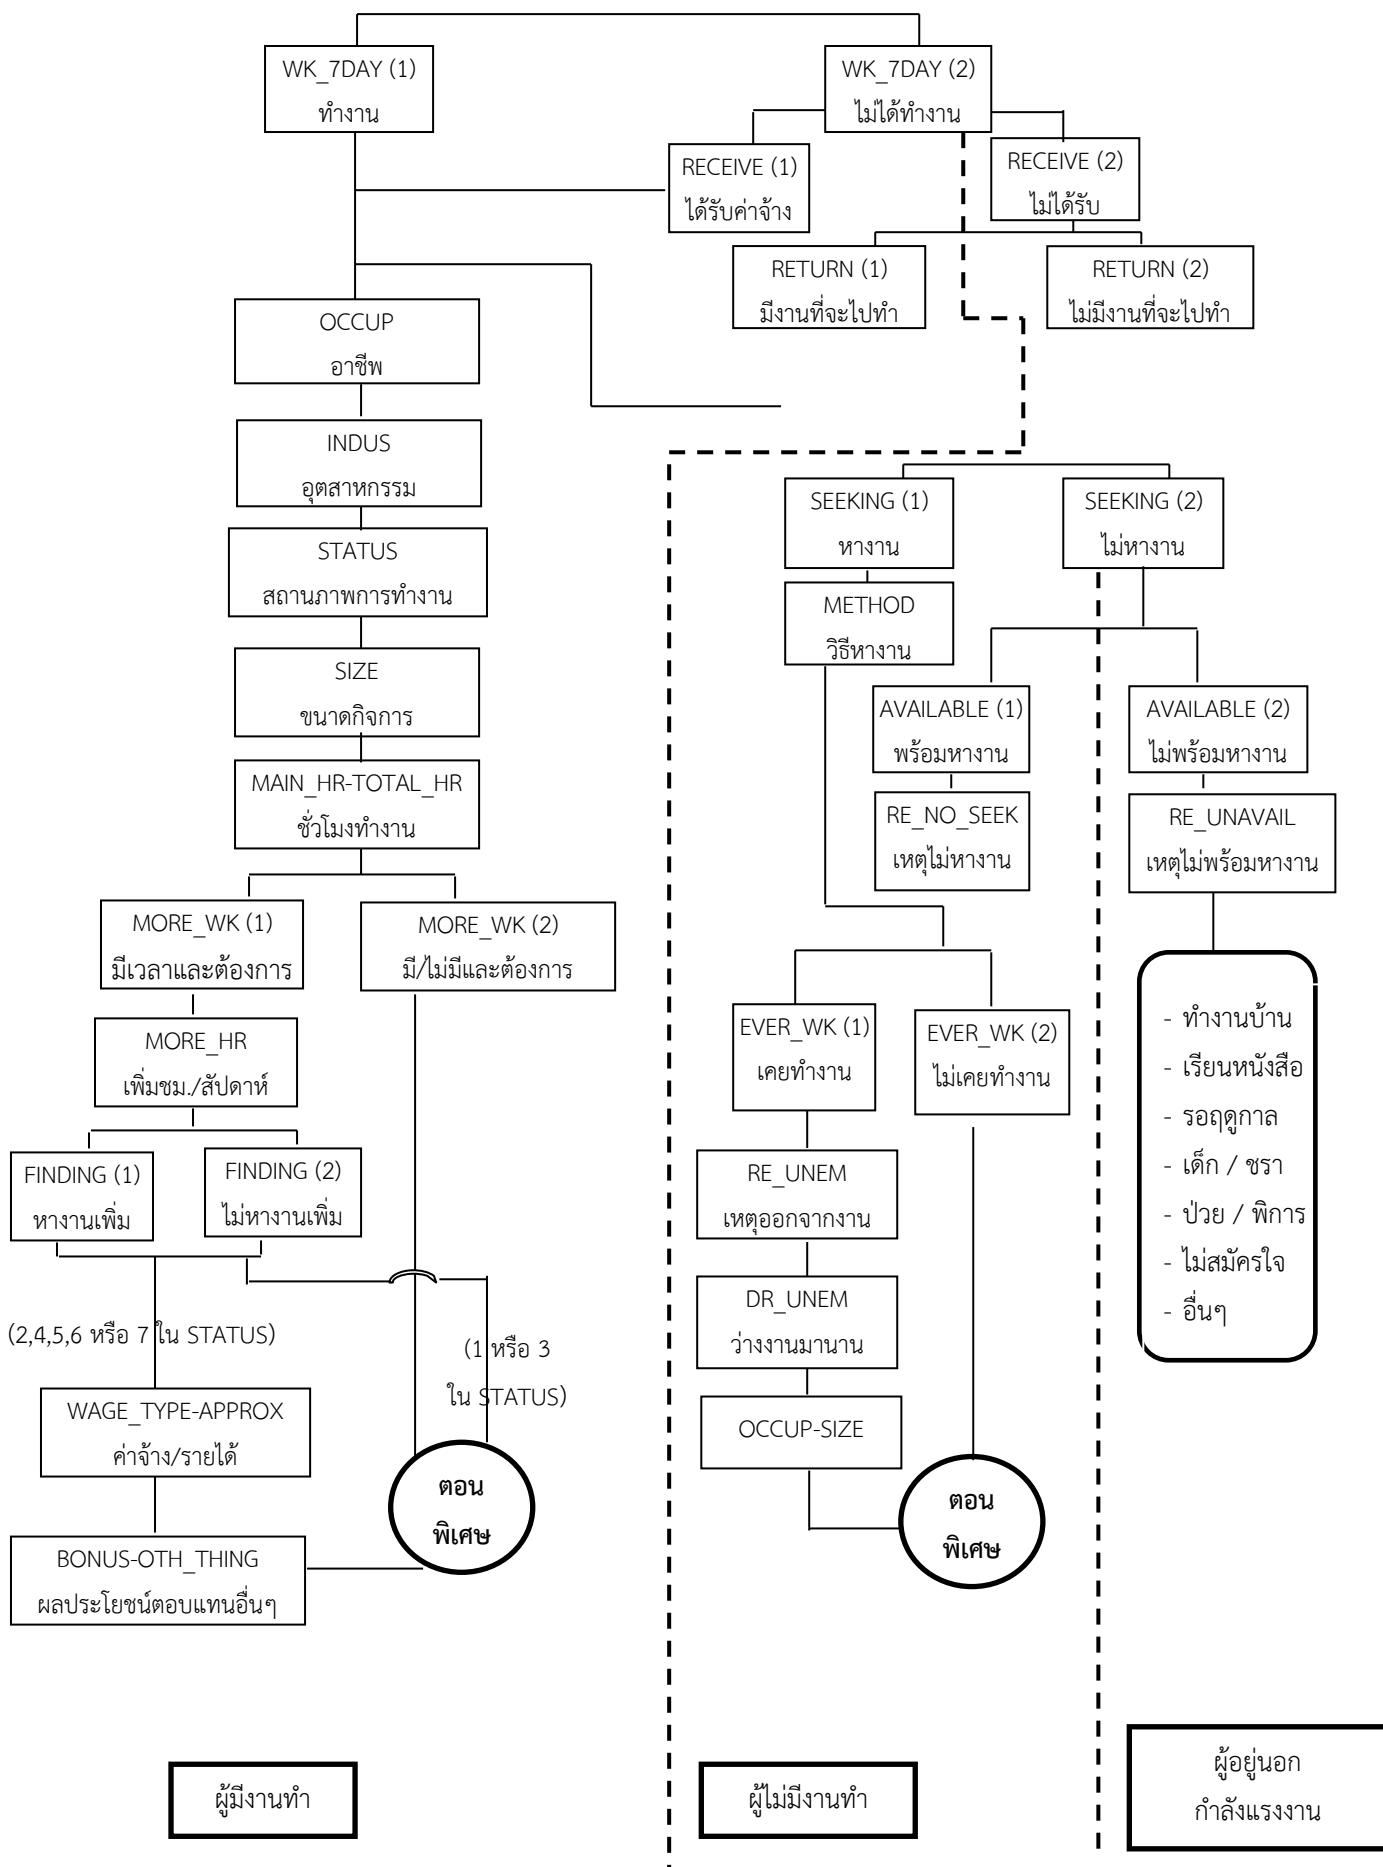 WK_7DAY (1)
ทำงาน
WK_7DAY (2)
ไม่ได้ทำงาน
RECEIVE (1)
ได้รับค่าจ้าง
RECEIVE (2)
ไม่ได้รับ
RETURN (1)
มีงานที่จะไปทำ
RETURN (2)
ไม่มีงานที่จะไปทำ
OCCUP
อาชีพ
INDUS
อุตสาหกรรม
STATUS
สถานภาพการทำงาน
SIZE
ขนาดกิจการ
MAIN_HR-TOTAL_HR
ชั่วโมงทำงาน
MORE_WK (1)
มีเวลาและต้องการ
MORE_WK (2)
มี/ไม่มีและต้องการ
MORE_HR
เพิ่มชม./สัปดาห์
FINDING (1)
หางานเพิ่ม
FINDING (2)
ไม่หางานเพิ่ม
(2,4,5,6 หรือ 7 ใน STATUS)
(1 หรือ 3
ใน STATUS)
WAGE_TYPE-APPROX
ค่าจ้าง/รายได้
BONUS-OTH_THING
ผลประโยชน์ตอบแทนอื่นๆ
ตอน
พิเศษ
SEEKING (1)
หางาน
SEEKING (2)
ไม่หางาน
METHOD
วิธีหางาน
AVAILABLE (1)
พร้อมหางาน
AVAILABLE (2)
ไม่พร้อมหางาน
RE_NO_SEEK
เหตุไม่หางาน
RE_UNAVAIL
เหตุไม่พร้อมหางาน
EVER_WK (1)
เคยทำงาน
EVER_WK (2)
ไม่เคยทำงาน
RE_UNEM
เหตุออกจากงาน
DR_UNEM
ว่างงานมานาน
OCCUP-SIZE
ตอน
พิเศษ
- ทำงานบ้าน
- เรียนหนังสือ
- รอฤดูกาล
- เด็ก / ชรา
- ป่วย / พิการ
- ไม่สมัครใจ
- อื่นๆ
ผู้มีงานทำ
ผู้ไม่มีงานทำ
ผู้อยู่นอก
กำลังแรงงาน